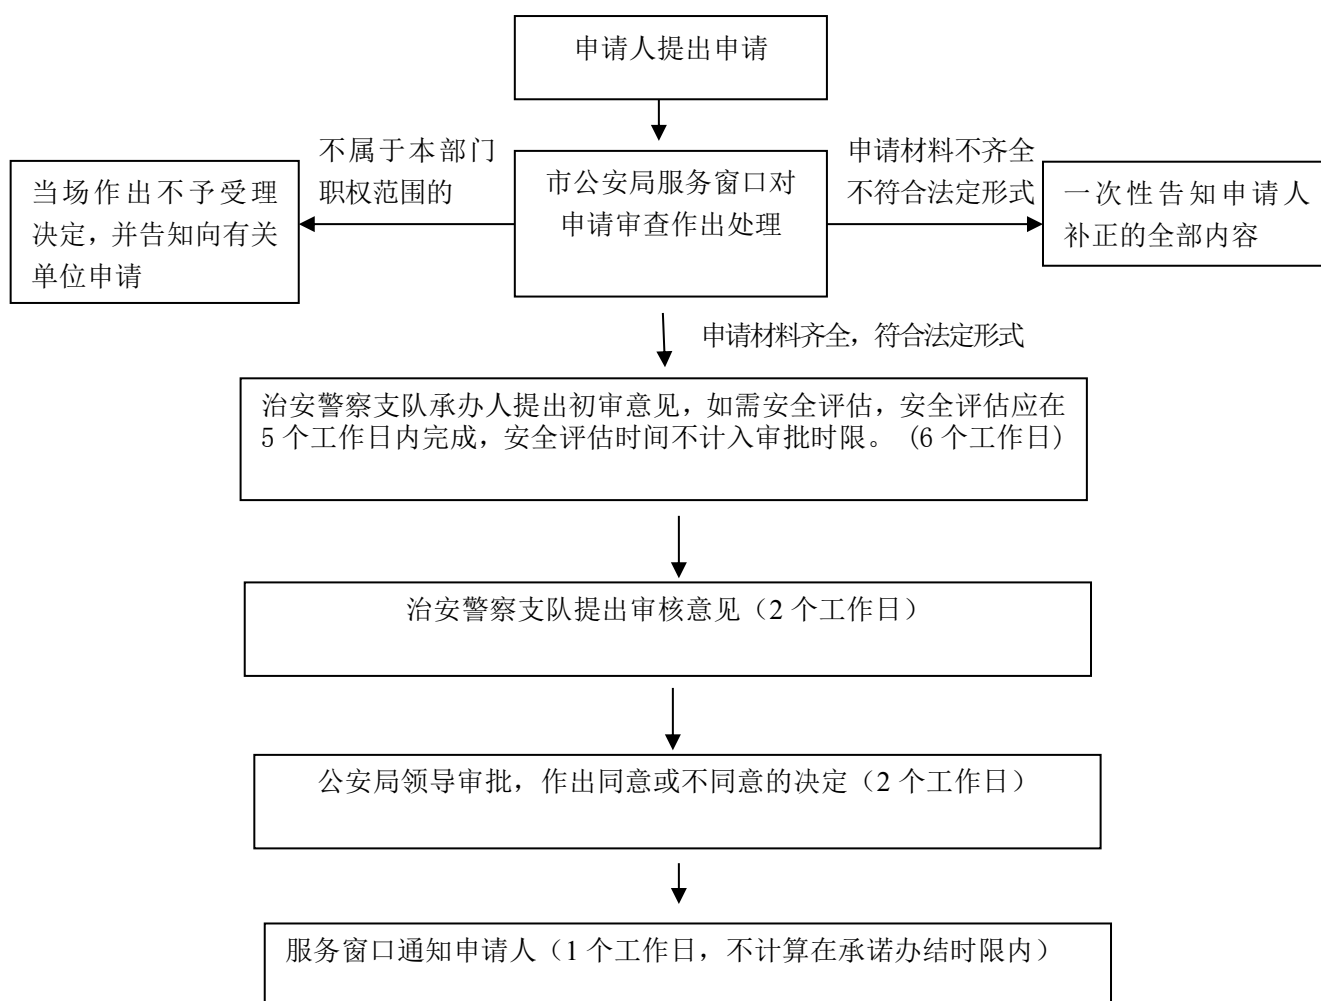 申请人提出申请
不属于本部门
职权范围的
申请材料不齐全
不符合法定形式
当场作出不予受理
决定，并告知向有关
单位申请
市公安局服务窗口对
申请审查作出处理
一次性告知申请人
补正的全部内容
申请材料齐全，符合法定形式
治安警察支队承办人提出初审意见，如需安全评估，安全评估应在
5 个工作日内完成，安全评估时间不计入审批时限。（6 个工作日）
治安警察支队提出审核意见（2 个工作日）
公安局领导审批，作出同意或不同意的决定（2 个工作日）
服务窗口通知申请人（1 个工作日，不计算在承诺办结时限内）